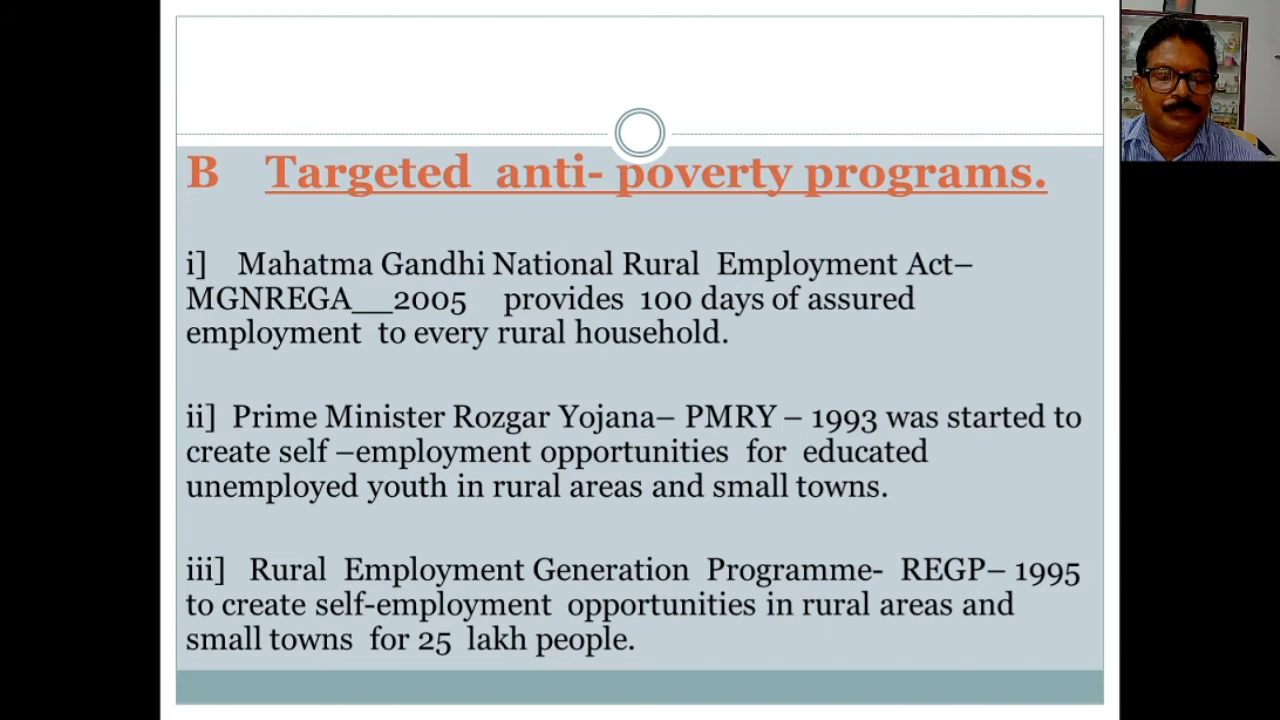 B Targeted anti- poverty programs.
i] Mahatma Gandhi National Rural Employment Act–
MGNREGA__2005 provides 100 days of assured
employment to every rural household.
ii] Prime Minister Rozgar Yojana– PMRY – 1993 was started to
create self –employment opportunities for educated
unemployed youth in rural areas and small towns.
iii] Rural Employment Generation Programme- REGP– 1995
to create self-employment opportunities in rural areas and
small towns for 25 lakh people.